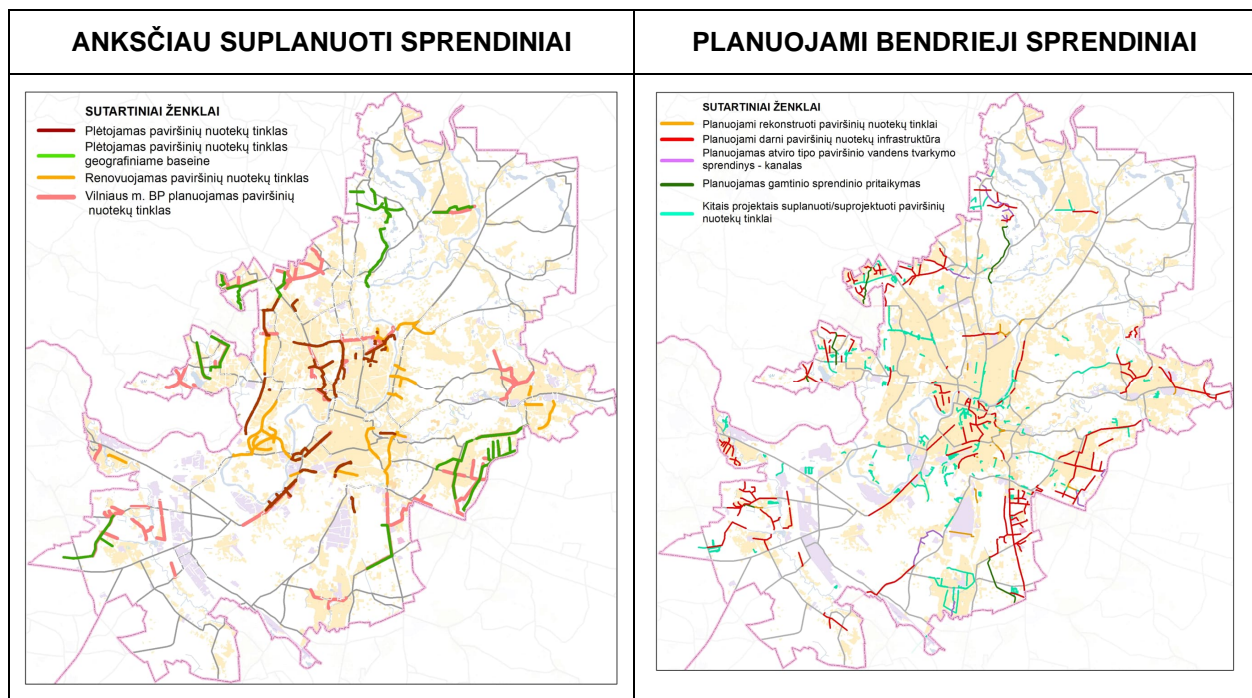 ANKSČIAU SUPLANUOTI SPRENDINIAI
SUTARTINIAI ŽENKLAI
Plėtojamas paviršinių nuotekų tinklas
Plėtojamas paviršinių nuotekų tinklas
geografiniame baseine
Renovuojamas paviršinių nuotekų tinklas
Vilniaus m. BP planuojamas paviršinių
nuotekų tinklas
PLANUOJAMI BENDRIEJI SPRENDINIAI
SUTARTINIAI ŽENKLAI
Planuojami rekonstruoti paviršinių nuotekų tinklai
Planuojami darni paviršinių nuotekų infrastruktūra
Planuojamas atviro tipo paviršinio vandens tvarkymo
sprendinys - kanalas
Planuojamas gamtinio sprendinio pritaikymas
Kitais projektais suplanuoti/suprojektuoti paviršinių
nuotekų tinklai